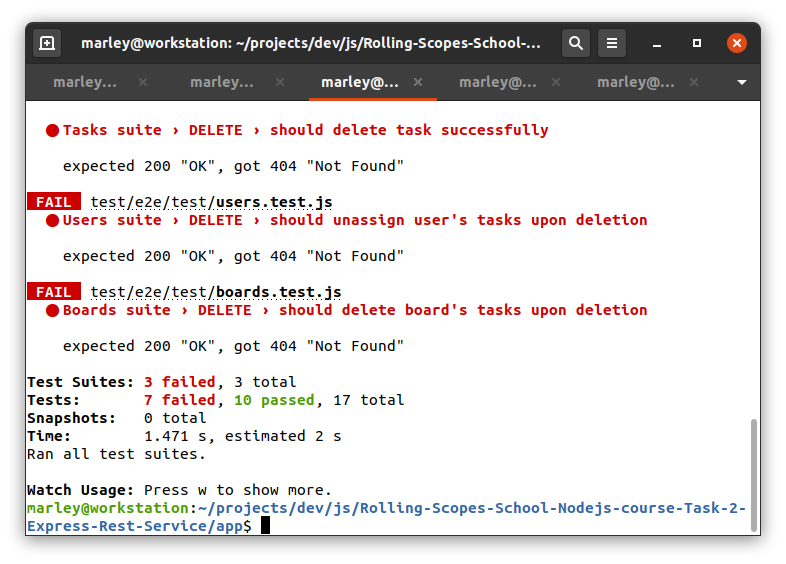 marley@workstation: ~/projects/dev/js/Rolling-Scopes-School-...
marley... marley... marley@... marley@... marley@...
Tasks suite › DELETE › should delete task successfully
expected 200 "OK", got 404 "Not Found"
FAIL test/e2e/test/users.test.js
Users suite › DELETE › should unassign user's tasks upon deletion
expected 200 "OK", got 404 "Not Found"
FAIL test/e2e/test/boards.test.js
Boards suite › DELETE › should delete board's tasks upon deletion
expected 200 "OK", got 404 "Not Found"
Test Suites: 3 failed, 3 total
Tests: 7 failed, 10 passed, 17 total
Snapshots: 0 total
Time: 1.471 s, estimated 2 s
Ran all test suites.
Watch Usage: Press w to show more.
marley@workstation:~/projects/dev/js/Rolling-Scopes-School-Nodejs-course-Task-2-
Express-Rest-Service/app$